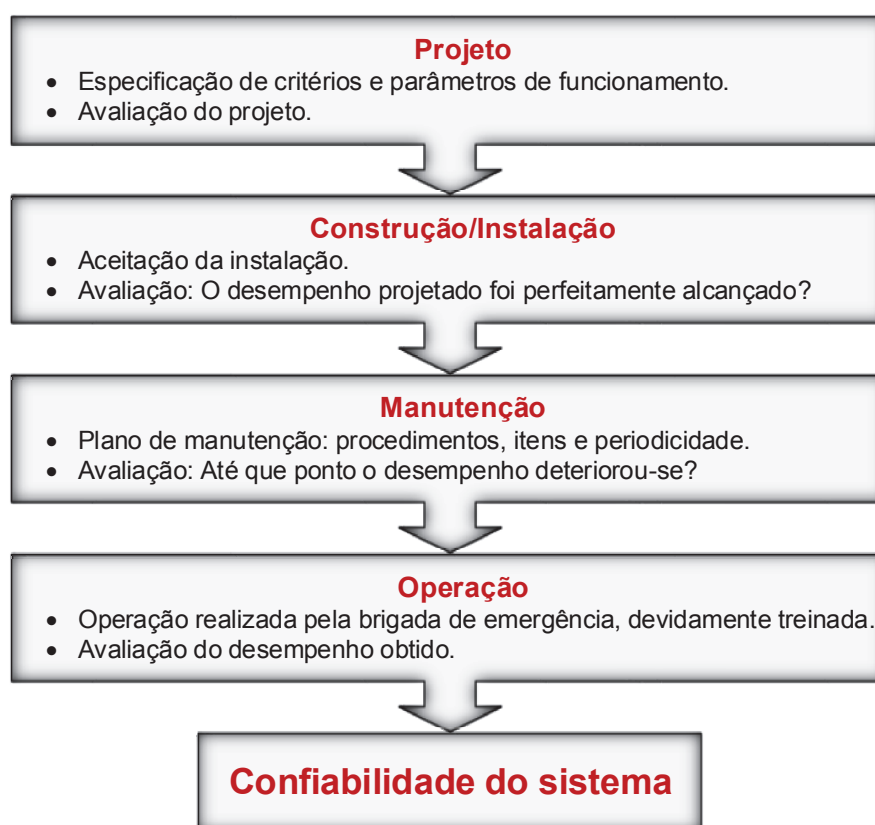 Projeto
• Especificação de critérios e parâmetros de funcionamento.
• Avaliação do projeto.
Construção/Instalação
• Aceitação da instalação.
• Avaliação: O desempenho projetado foi perfeitamente alcançado?
Manutenção
• Plano de manutenção: procedimentos, itens e periodicidade.
• Avaliação: Até que ponto o desempenho deteriorou-se?
Operação
• Operação realizada pela brigada de emergência, devidamente treinada.
• Avaliação do desempenho obtido.
Confiabilidade do sistema